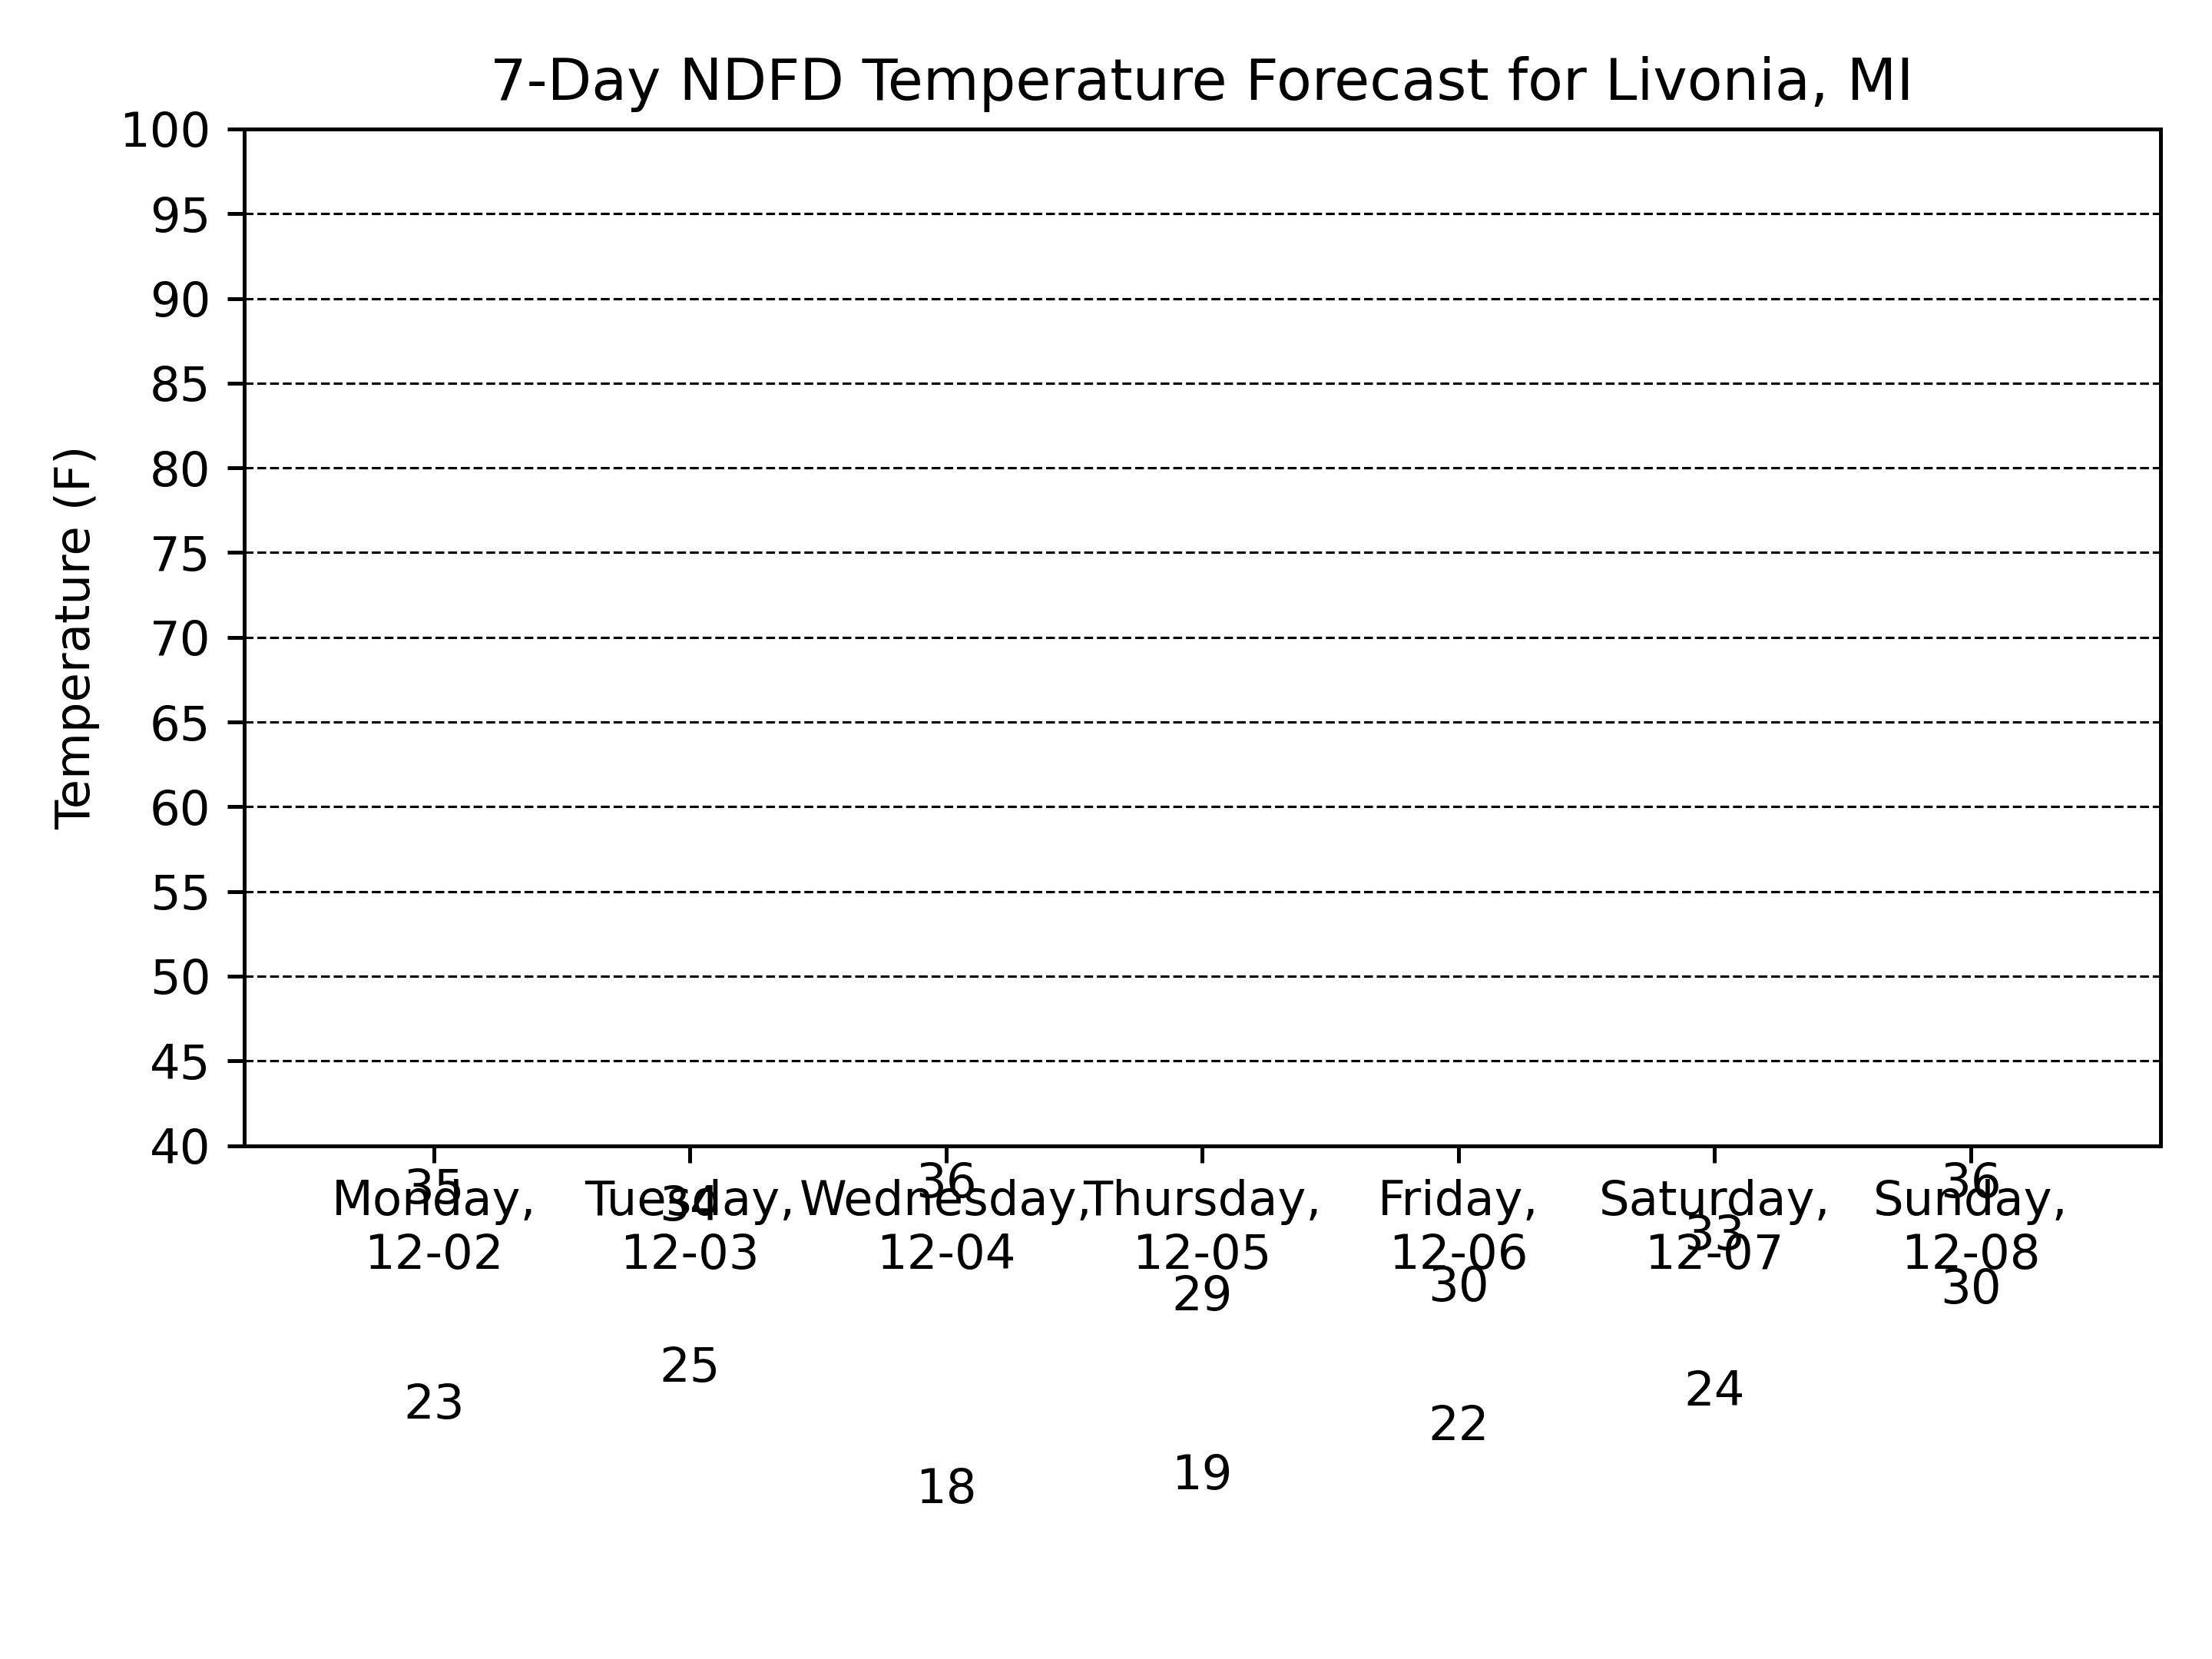 7-Day NDFD Temperature Forecast for Livonia, MI
Temperature (F)
100
95
90
85
80
75
70
65
60
55
50
45
40
35 34 36 33 36
Monday, Tuesday, Wednesday, Thursday, Friday, Saturday, Sunday,
12-02 12-03 12-04 12-05 12-06 12-07 12-08
29 30 30
23 25 24
22
18 19